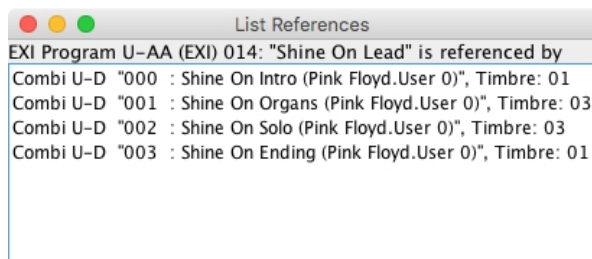 List References
EXI Program U-AA (EXI) 014: "Shine On Lead" is referenced by
Combi U-D "000 : Shine On Intro (Pink Floyd.User 0)", Timbre: 01
Combi U-D "001 : Shine On Organs (Pink Floyd.User 0)", Timbre: 03
Combi U-D "002 : Shine On Solo (Pink Floyd.User 0)", Timbre: 03
Combi U-D "003 : Shine On Ending (Pink Floyd.User 0)", Timbre: 01